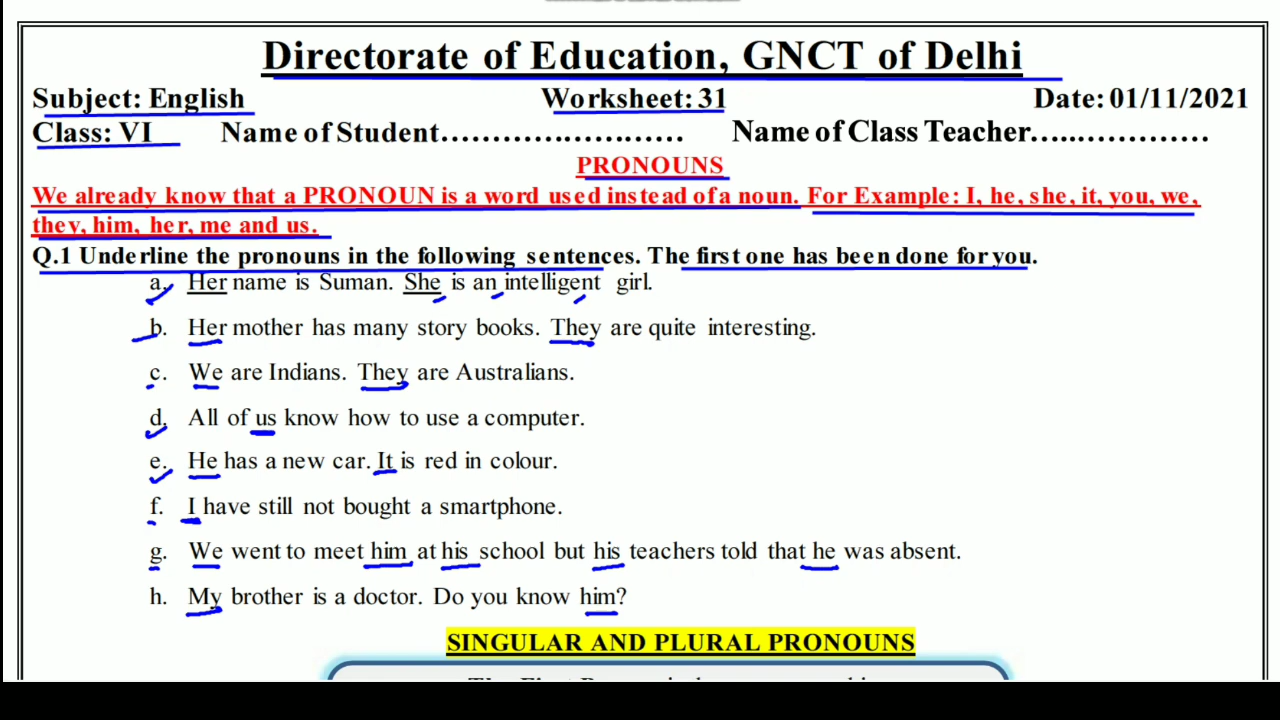 Directorate of Education, GNCT of Delhi
Subject: English Worksheet: 31 Date: 01/11/2021
Class: VI Name of Student........................ Name of Class Teacher..................
PRONOUNS
We already know that a PRONOUN is a word used instead of a noun. For Example: I, he, she, it, you, we,
they, him, her, me and us.
Q.1 Underline the pronouns in the following sentences. The first one has been done for you.
a. Her name is Suman. She is an intelligent girl.
b. Her mother has many story books. They are quite interesting.
c. We are Indians. They are Australians.
d. All of us know how to use a computer.
e. He has a new car. It is red in colour.
f. I have still not bought a smartphone.
g. We went to meet him at his school but his teachers told that he was absent.
h. My brother is a doctor. Do you know him?
SINGULAR AND PLURAL PRONOUNS